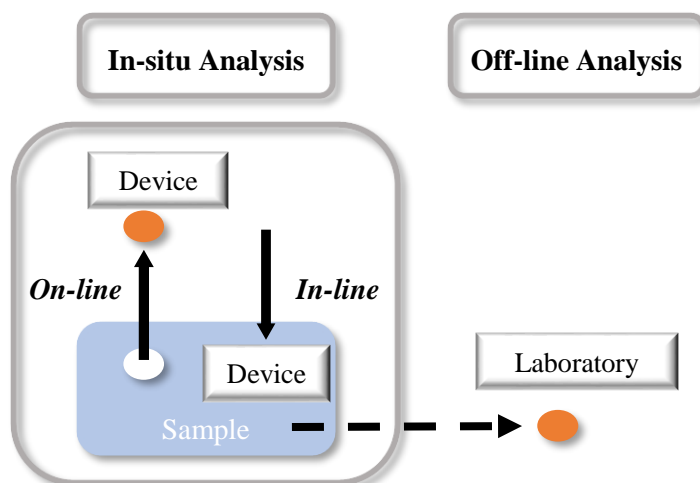 In-situ Analysis
Off-line Analysis
Device
On-line
In-line
Device
Laboratory
Sample